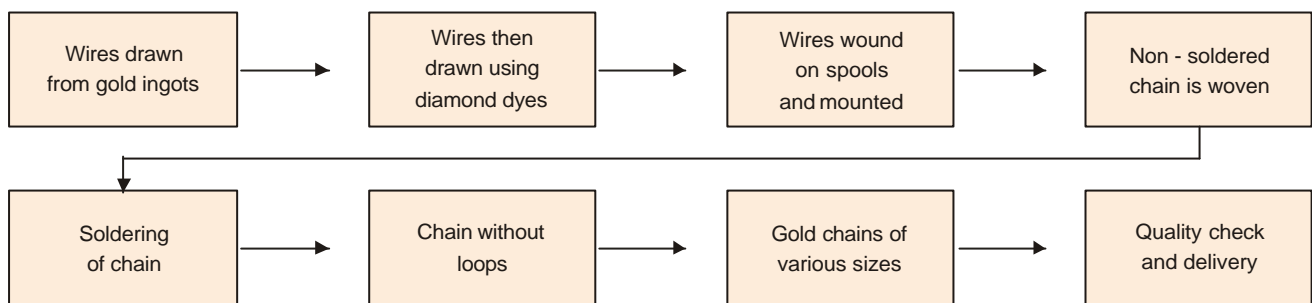 Wires drawn
from gold ingots
Wires then
drawn using
diamond dyes
Wires wound
on spools
and mounted
Non - soldered
chain is woven
Soldering
of chain
Chain without
loops
Gold chains of
various sizes
Quality check
and delivery